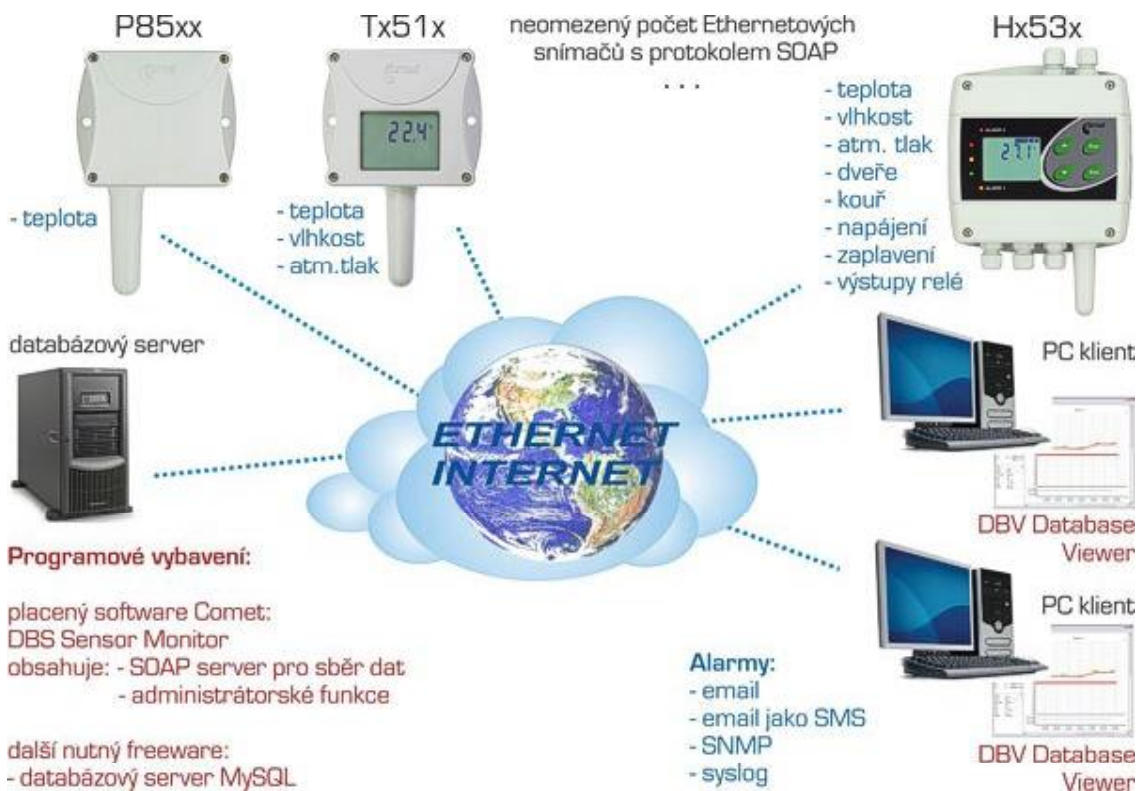 P85xx
Tx51x
neomezený počet Ethernetových
snímačů s protokolem SOAP
. . .
Hx53x
- teplota
22.4
- teplota
- vlhkost
- atm.tlak
- teplota
- vlhkost
- atm. tlak
- dveře
- kouř
- napájení
- zaplavení
- výstupy relé
27.1
databázový server
ETHERNET
INTERNET
PC klient
DBV Database
Viewer
PC klient
DBV Database
Viewer
Programové vybavení:
placený software Comet:
DBS Sensor Monitor
obsahuje: - SOAP server pro sběr dat
- administrátorské funkce
další nutný freeware:
- databázový server MySQL
Alarmy:
- email
- email jako SMS
- SNMP
- syslog